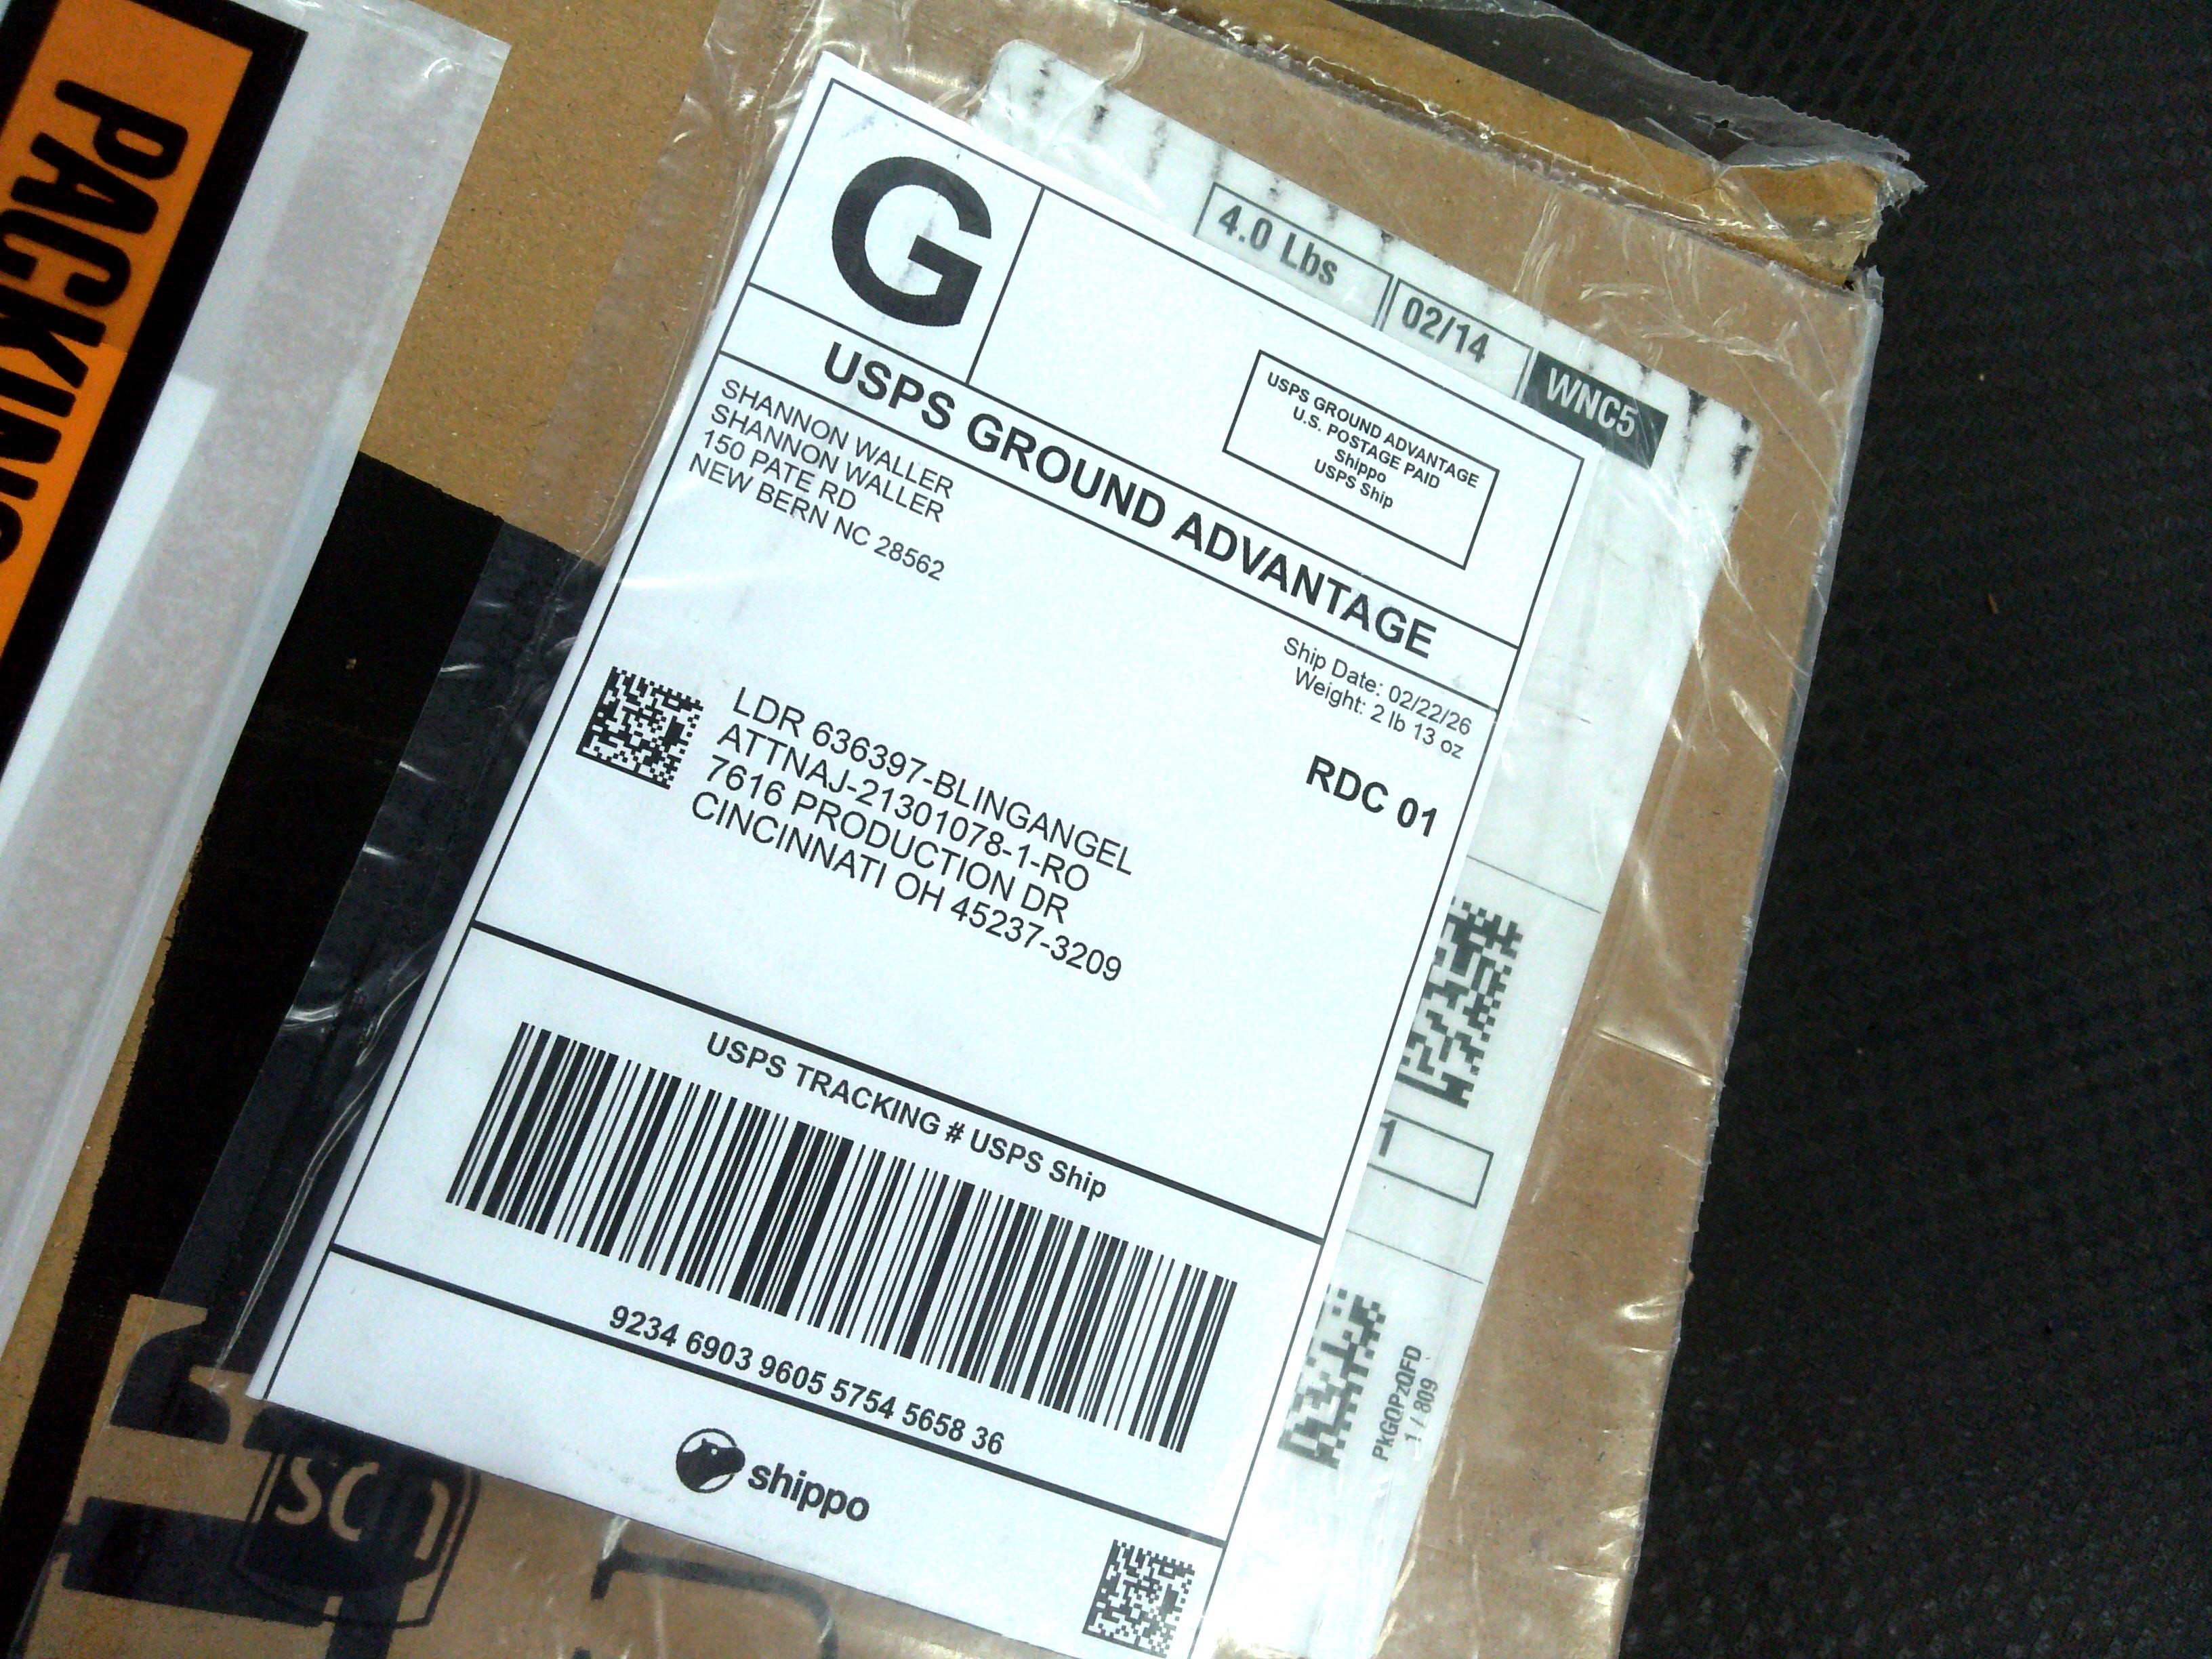 PACKING
4.0 Lbs
02/14
WNC5
G
USPS GROUND ADVANTAGE
U.S. POSTAGE PAID
Shippo
USPS Ship
USPS GROUND ADVANTAGE
SHANNON WALLER
SHANNON WALLER
150 PATE RD
NEW BERN NC 28562
Ship Date: 02/22/26
Weight: 2 lb 13 oz
RDC 01
LDR 636397-BLINGANGEL
ATTNAJ-21301078-1-RO
7616 PRODUCTION DR
CINCINNATI OH 45237-3209
1
USPS TRACKING # USPS Ship
9234 6903 9605 5754 5658 36
PkGQPzQFD
1 / 809
shippo